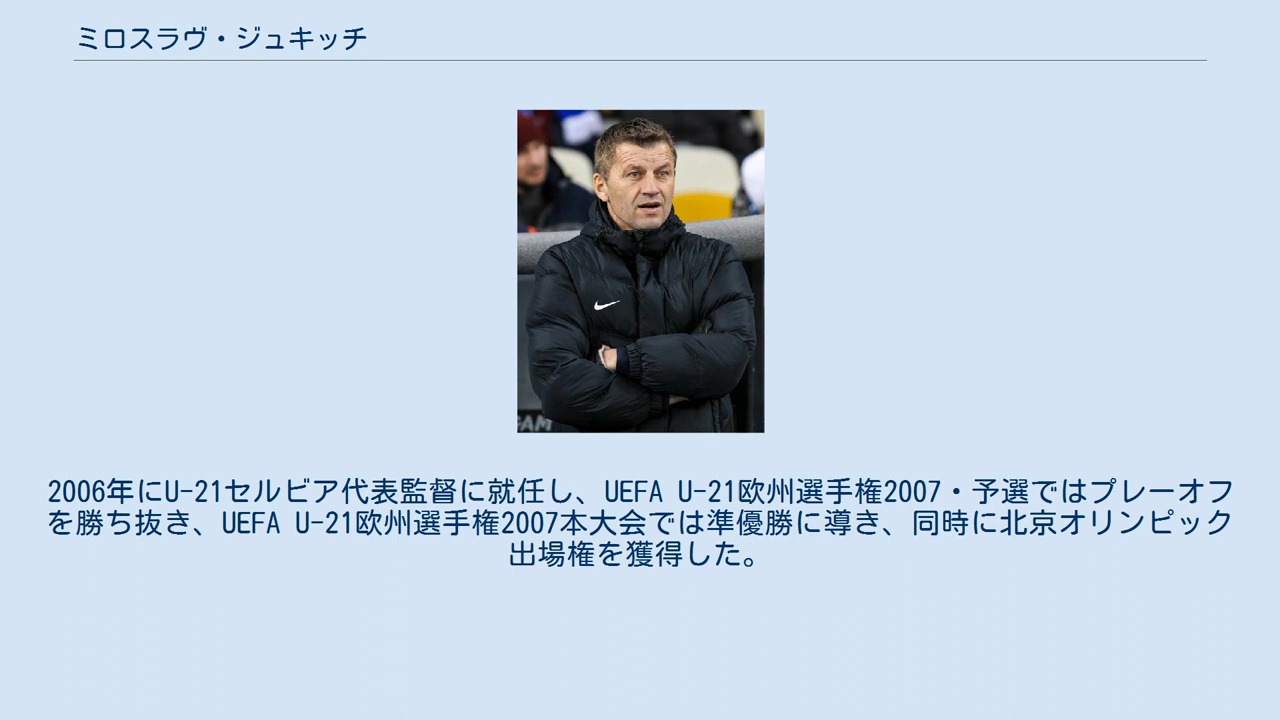 ミロスラヴ・ジュキッチ
2006年にU-21セルビア代表監督に就任し、UEFA U-21欧州選手権2007・予選ではプレーオフ
を勝ち抜き、UEFA U-21欧州選手権2007本大会では準優勝に導き、同時に北京オリンピック
出場権を獲得した。